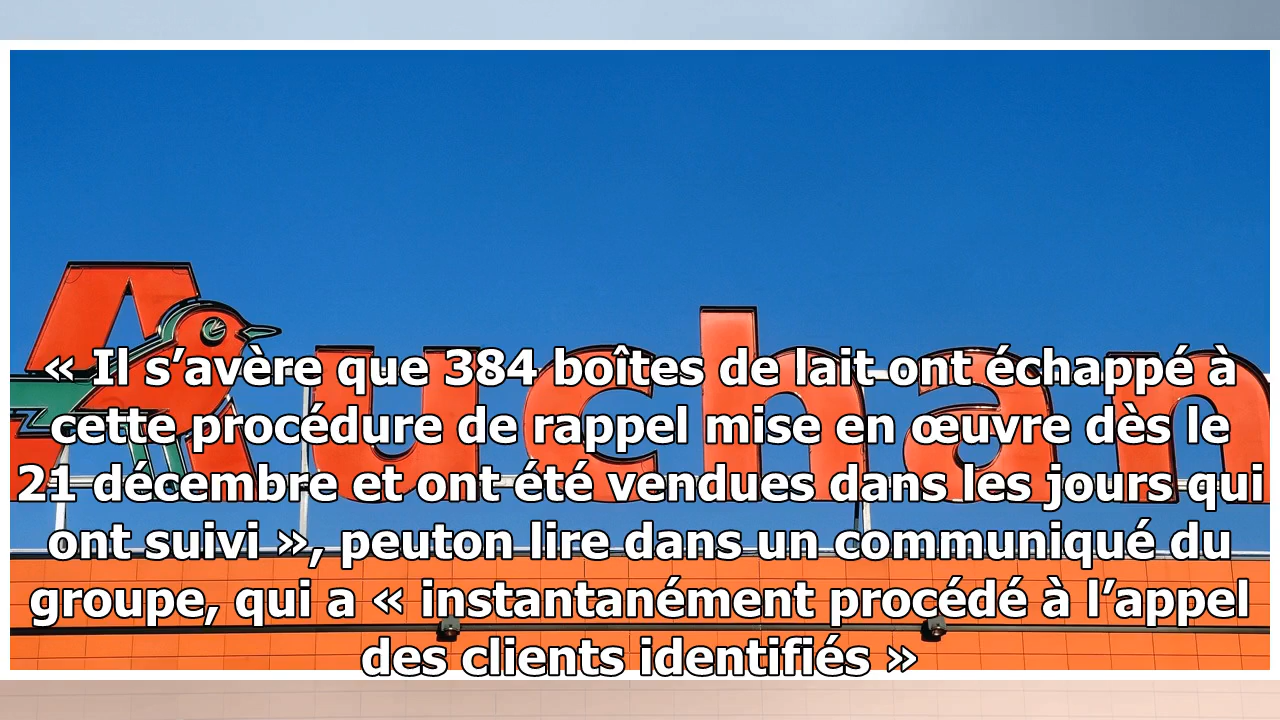 Auchan
« Il s’avère que 384 boîtes de lait ont échappé à
cette procédure de rappel mise en œuvre dès le
21 décembre et ont été vendues dans les jours qui
ont suivi », peuton lire dans un communiqué du
groupe, qui a « instantanément procédé à l’appel
des clients identifiés »